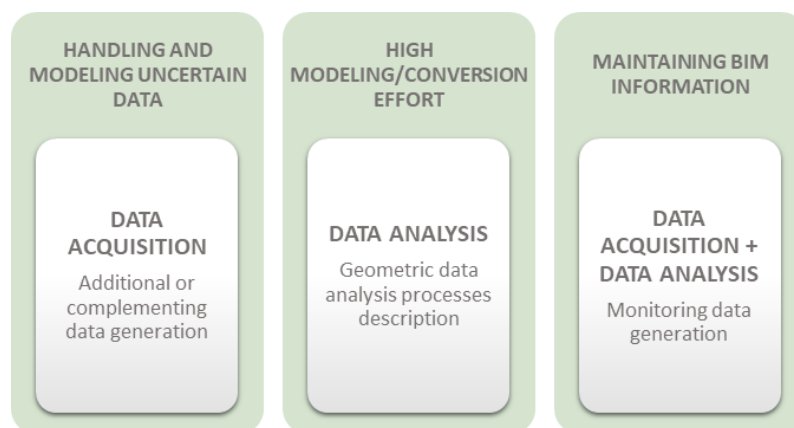 HANDLING AND
MODELING UNCERTAIN
DATA
DATA
ACQUISITION
Additional or
complementing
data generation
HIGH
MODELING/CONVERSION
EFFORT
DATA ANALYSIS
Geometric data
analysis processes
description
MAINTAINING BIM
INFORMATION
DATA
ACQUISITION +
DATA ANALYSIS
Monitoring data
generation